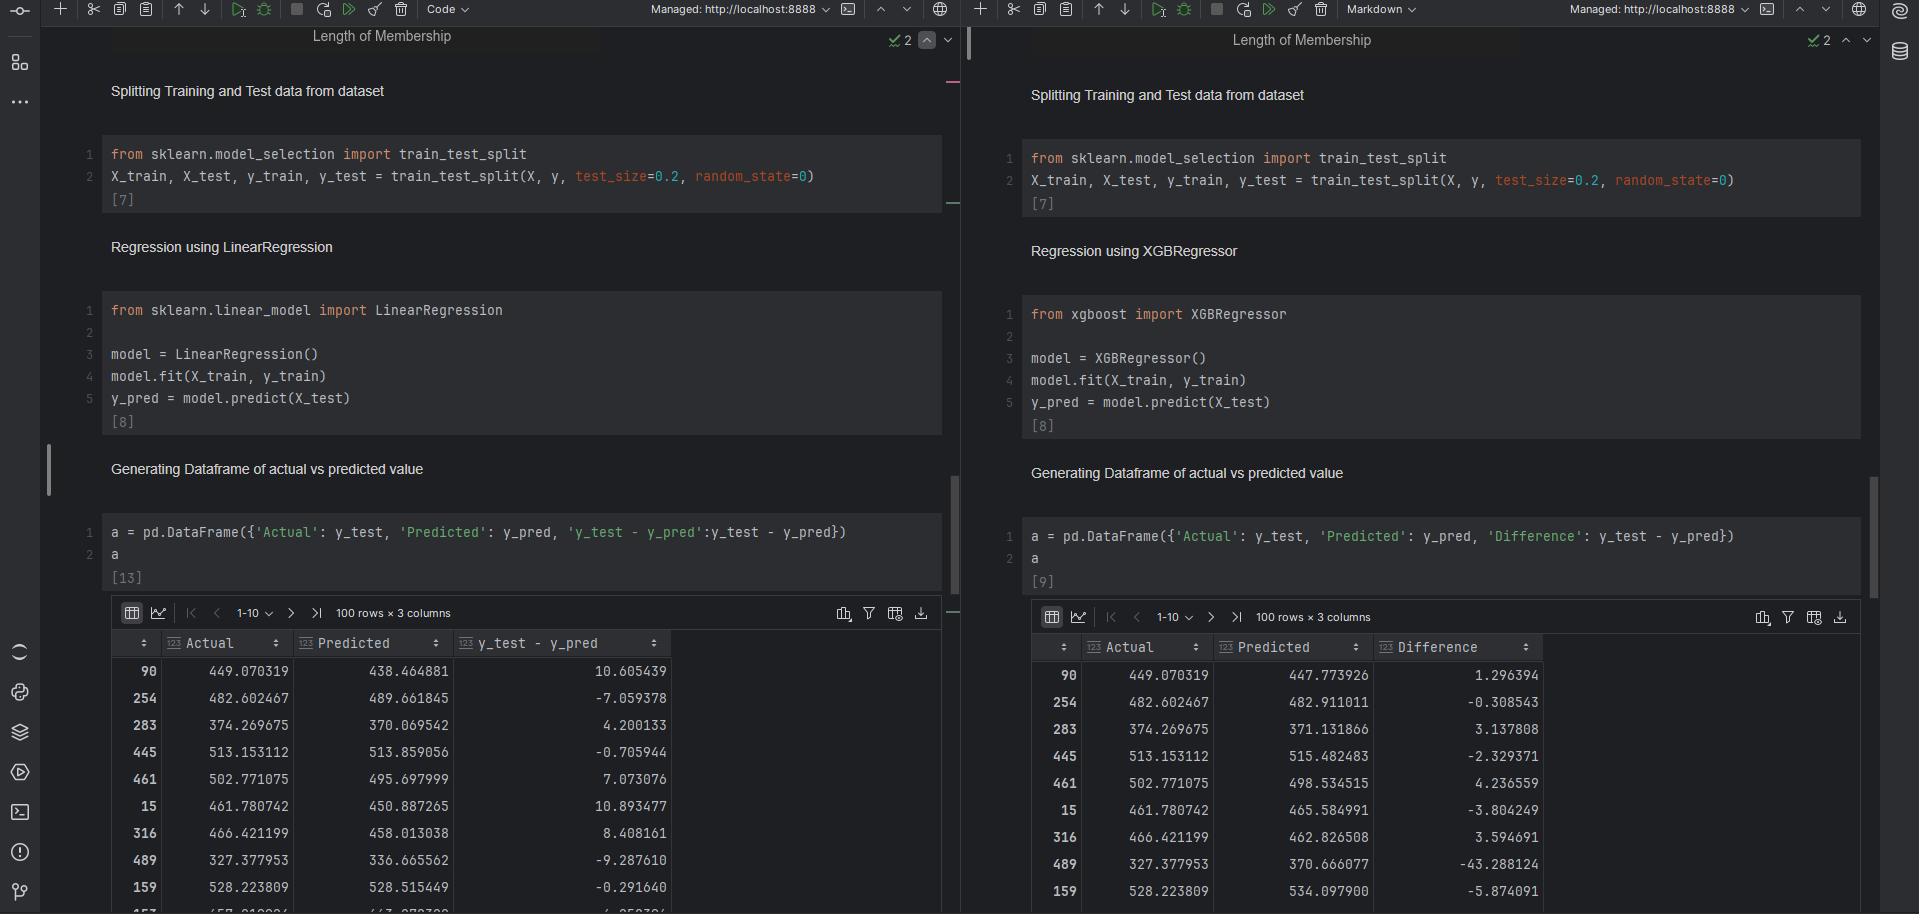 Code
Managed: http://localhost:8888
Length of Membership
2
Splitting Training and Test data from dataset
1 from sklearn.model_selection import train_test_split
2 X_train, X_test, y_train, y_test = train_test_split(X, y, test_size=0.2, random_state=0)
[7]
Regression using LinearRegression
1 from sklearn.linear_model import LinearRegression
2
3 model = LinearRegression()
4 model.fit(X_train, y_train)
5 y_pred = model.predict(X_test)
[8]
Generating Dataframe of actual vs predicted value
1 a = pd.DataFrame({'Actual': y_test, 'Predicted': y_pred, 'y_test - y_pred':y_test - y_pred})
2 a
[13]
1-10 100 rows × 3 columns
123 Actual 123 Predicted 123 y_test - y_pred
90 449.070319 438.464881 10.605439
254 482.602467 489.661845 -7.059378
283 374.269675 370.069542 4.200133
445 513.153112 513.859056 -0.705944
461 502.771075 495.697999 7.073076
15 461.780742 450.887265 10.893477
316 466.421199 458.013038 8.408161
489 327.377953 336.665562 -9.287610
159 528.223809 528.515449 -0.291640
Markdown
Managed: http://localhost:8888
Length of Membership
2
Splitting Training and Test data from dataset
1 from sklearn.model_selection import train_test_split
2 X_train, X_test, y_train, y_test = train_test_split(X, y, test_size=0.2, random_state=0)
[7]
Regression using XGBRegressor
1 from xgboost import XGBRegressor
2
3 model = XGBRegressor()
4 model.fit(X_train, y_train)
5 y_pred = model.predict(X_test)
[8]
Generating Dataframe of actual vs predicted value
1 a = pd.DataFrame({'Actual': y_test, 'Predicted': y_pred, 'Difference': y_test - y_pred})
2 a
[9]
1-10 100 rows × 3 columns
123 Actual 123 Predicted 123 Difference
90 449.070319 447.773926 1.296394
254 482.602467 482.911011 -0.308543
283 374.269675 371.131866 3.137808
445 513.153112 515.482483 -2.329371
461 502.771075 498.534515 4.236559
15 461.780742 465.584991 -3.804249
316 466.421199 462.826508 3.594691
489 327.377953 370.666077 -43.288124
159 528.223809 534.097900 -5.874091